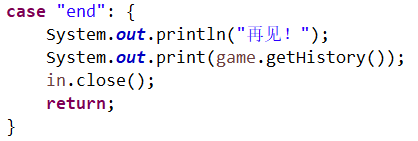 case "end": {
    System.out.println("再见！");
    System.out.print(game.getHistory());
    in.close();
    return;
}